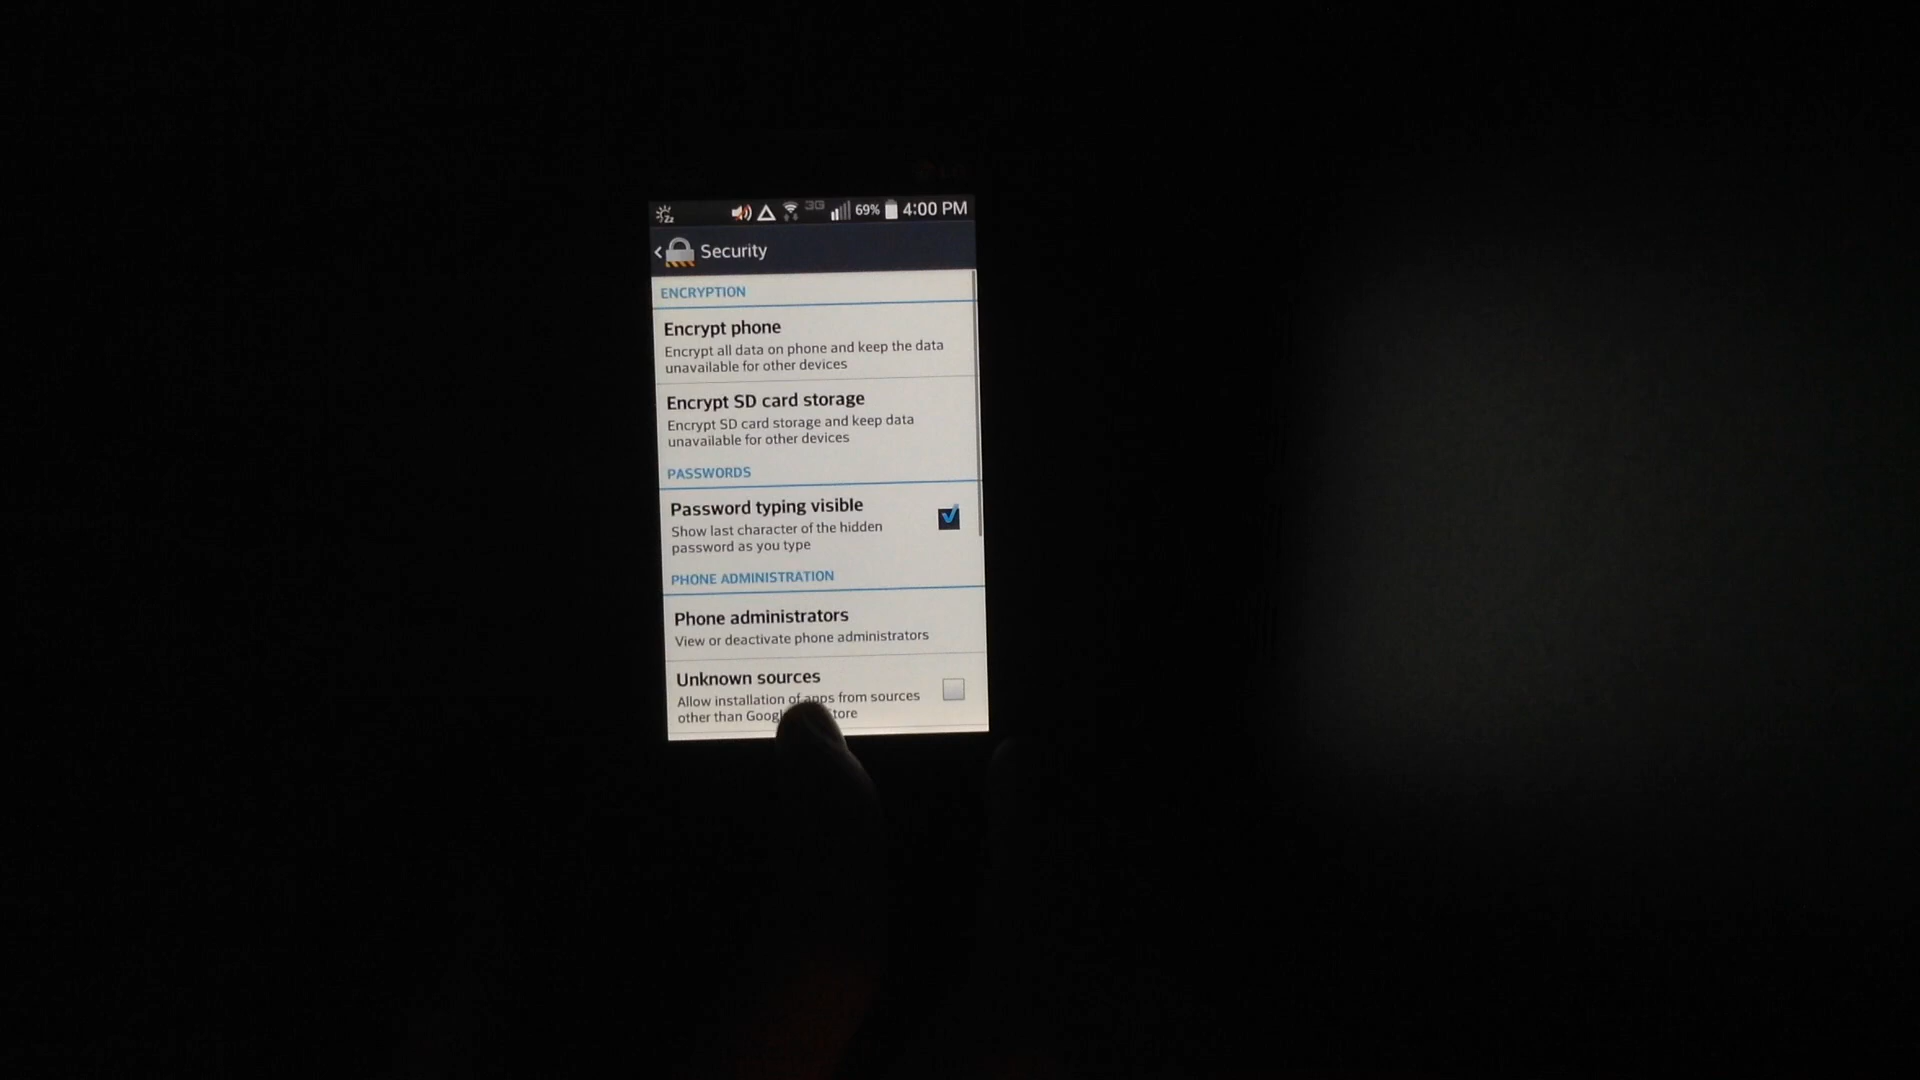 3G 69% 4:00 PM
Security
ENCRYPTION
Encrypt phone
Encrypt all data on phone and keep the data
unavailable for other devices
Encrypt SD card storage
Encrypt SD card storage and keep data
unavailable for other devices
PASSWORDS
Password typing visible
Show last character of the hidden
password as you type
PHONE ADMINISTRATION
Phone administrators
View or deactivate phone administrators
Unknown sources
Allow installation of apps from sources
other than